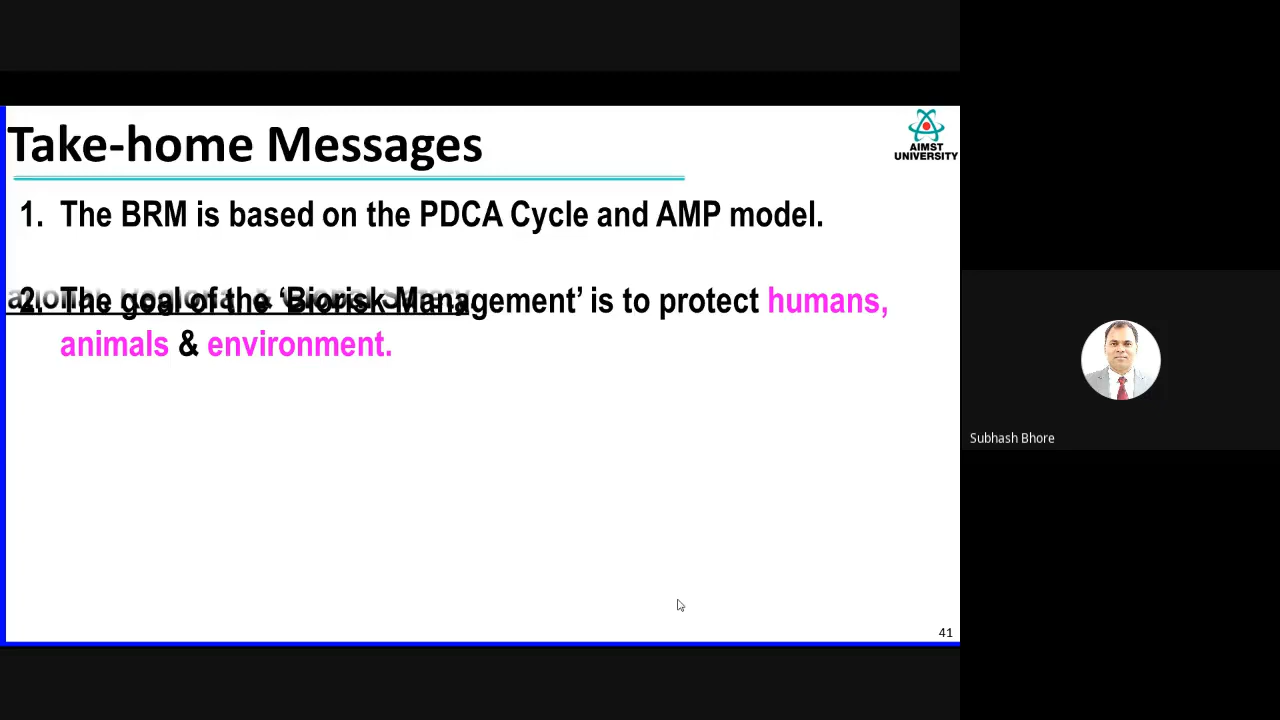 Take-home Messages
AIMST
UNIVERSITY
1. The BRM is based on the PDCA Cycle and AMP model.
2. The goal of the ‘Biorisk Management’ is to protect humans,
animals & environment.
Subhash Bhore
41